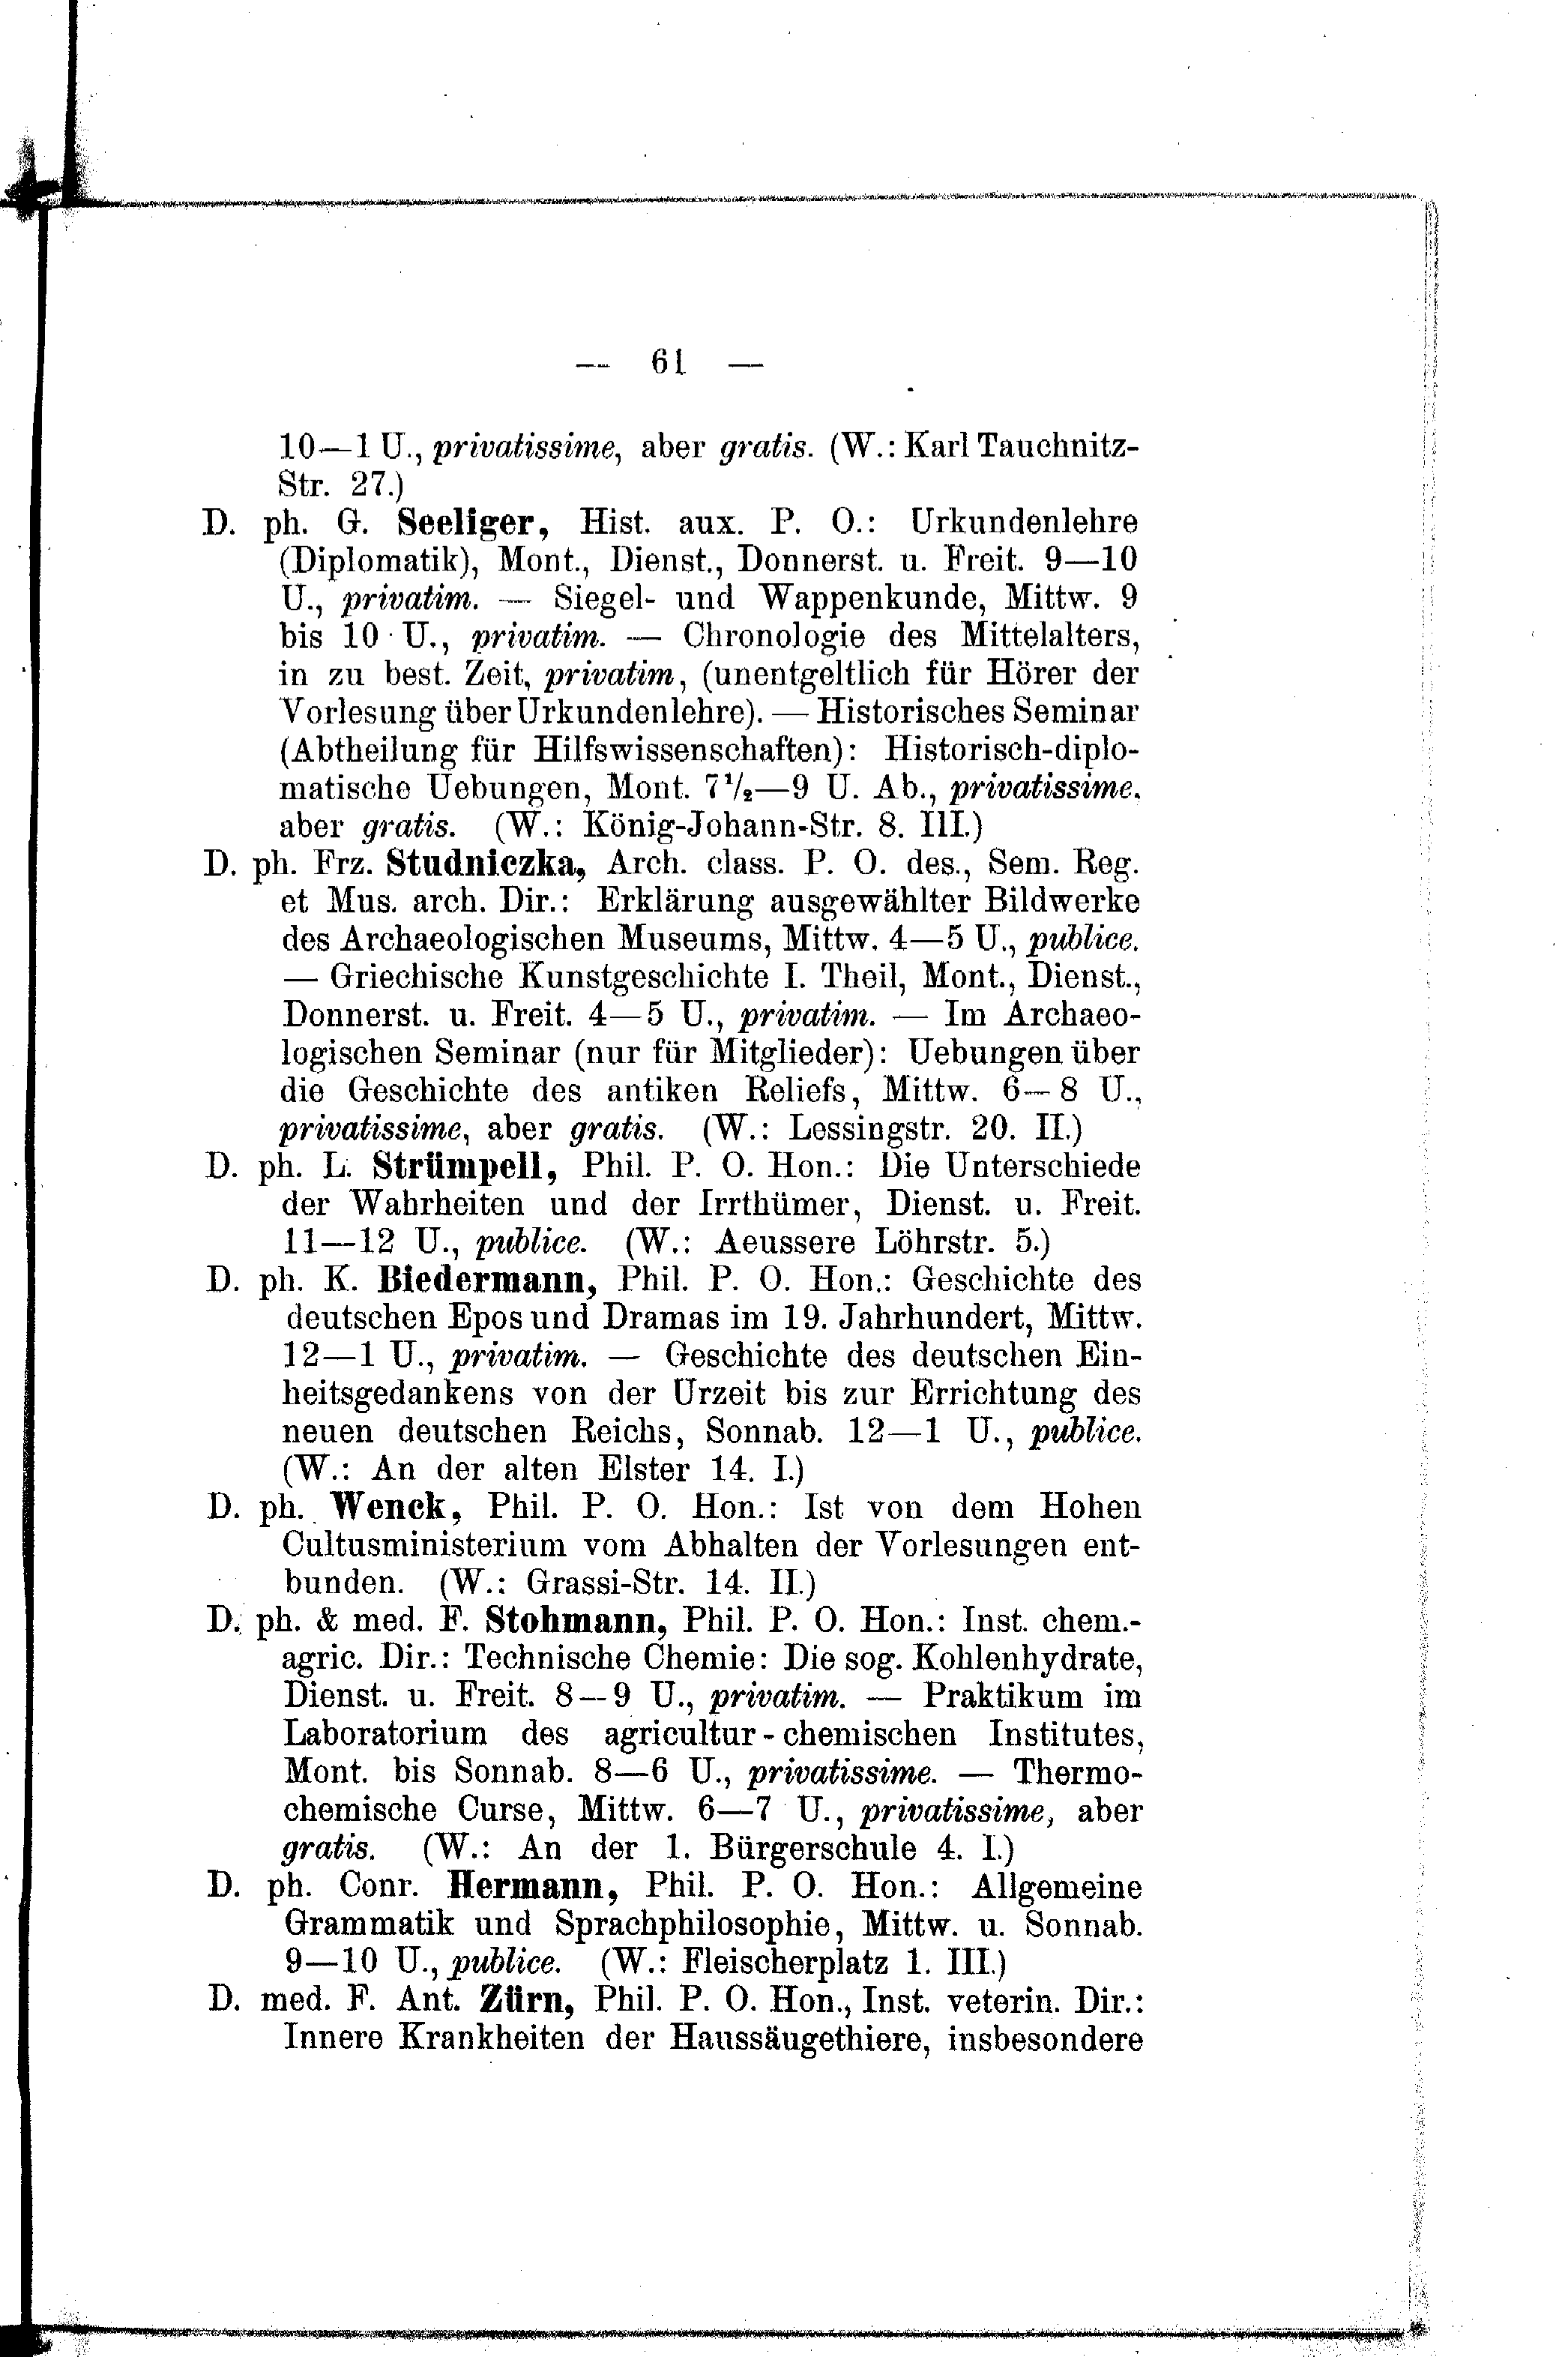 — 61 —
10—1 U., privatissime, aber gratis. (W.: Karl Tauchnitz-
Str. 27.)
D. ph. G. Seeliger, Hist. aux. P. O.: Urkundenlehre
(Diplomatik), Mont., Dienst., Donnerst. u. Freit. 9—10
U., privatim. — Siegel- und Wappenkunde, Mittw. 9
bis 10 U., privatim. — Chronologie des Mittelalters,
in zu best. Zeit, privatim, (unentgeltlich für Hörer der
Vorlesung über Urkundenlehre). — Historisches Seminar
(Abtheilung für Hilfswissenschaften): Historisch-diplo-
matische Uebungen, Mont. 7½—9 U. Ab., privatissime.
aber gratis. (W.: König-Johann-Str. 8. III.)
D. ph. Frz. Studniczka, Arch. class. P. O. des., Sem. Reg.
et Mus. arch. Dir.: Erklärung ausgewählter Bildwerke
des Archaeologischen Museums, Mittw. 4—5 U., publice.
— Griechische Kunstgeschichte I. Theil, Mont., Dienst.,
Donnerst. u. Freit. 4—5 U., privatim. — Im Archaeo-
logischen Seminar (nur für Mitglieder): Uebungen über
die Geschichte des antiken Reliefs, Mittw. 6—8 U.,
privatissime, aber gratis. (W.: Lessingstr. 20. II.)
D. ph. L. Strümpell, Phil. P. O. Hon.: Die Unterschiede
der Wahrheiten und der Irrthümer, Dienst. u. Freit.
11—12 U., publice. (W.: Aeussere Löhrstr. 5.)
D. ph. K. Biedermann, Phil. P. O. Hon.: Geschichte des
deutschen Epos und Dramas im 19. Jahrhundert, Mittw.
12—1 U., privatim. — Geschichte des deutschen Ein-
heitsgedankens von der Urzeit bis zur Errichtung des
neuen deutschen Reichs, Sonnab. 12—1 U., publice.
(W.: An der alten Elster 14. I.)
D. ph. Wenck, Phil. P. O. Hon.: Ist von dem Hohen
Cultusministerium vom Abhalten der Vorlesungen ent-
bunden. (W.: Grassi-Str. 14. II.)
D. ph. & med. F. Stohmann, Phil. P. O. Hon.: Inst. chem.-
agric. Dir.: Technische Chemie: Die sog. Kohlenhydrate,
Dienst. u. Freit. 8—9 U., privatim. — Praktikum im
Laboratorium des agricultur-chemischen Institutes,
Mont. bis Sonnab. 8—6 U., privatissime. — Thermo-
chemische Curse, Mittw. 6—7 U., privatissime, aber
gratis. (W.: An der 1. Bürgerschule 4. I.)
D. ph. Conr. Hermann, Phil. P. O. Hon.: Allgemeine
Grammatik und Sprachphilosophie, Mittw. u. Sonnab.
9—10 U., publice. (W.: Fleischerplatz 1. III.)
D. med. F. Ant. Zürn, Phil. P. O. Hon., Inst. veterin. Dir.:
Innere Krankheiten der Haussäugethiere, insbesondere